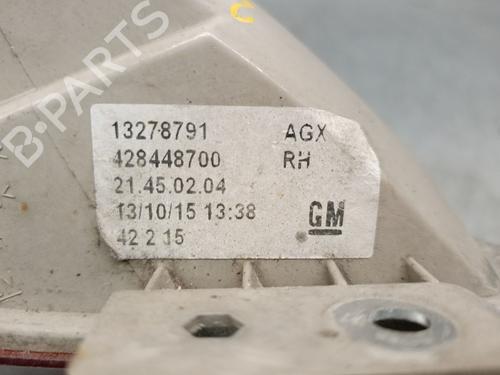 B-PARTS
13278791 AGX
428448700 RH
21.45.02.04
13/10/15 13:38 GM
42 2 15